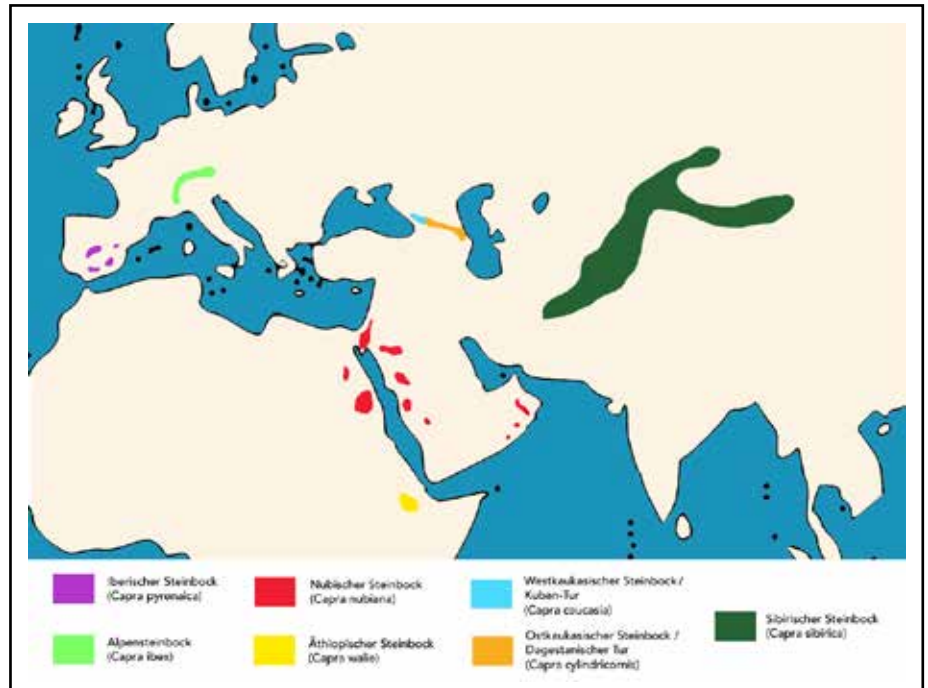 Iberischer Steinbock
(Capra pyrenaica)
Alpensteinbock
(Capra ibex)
Nubischer Steinbock
(Capra nubiana)
Äthiopischer Steinbock
(Capra walie)
Westkaukasischer Steinbock /
Kuban-Tur
(Capra caucasia)
Ostkaukasischer Steinbock /
Dagestanischer Tur
(Capra cylindricornis)
Sibirischer Steinbock
(Capra sibirica)